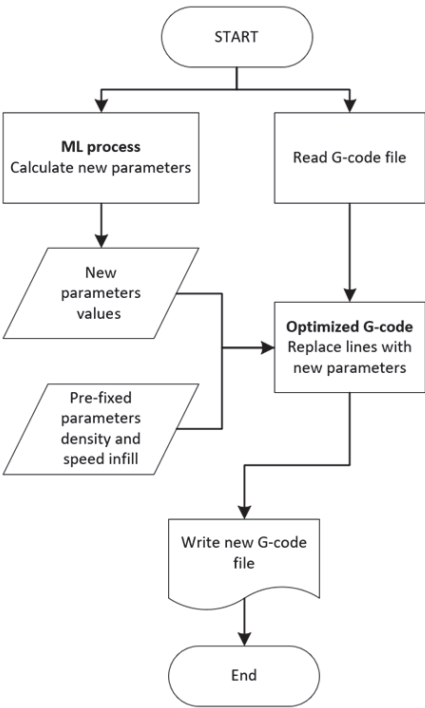 START
ML process
Calculate new parameters
Read G-code file
New
parameters
values
Optimized G-code
Replace lines with
new parameters
Pre-fixed
parameters
density and
speed infill
Write new G-code
file
End